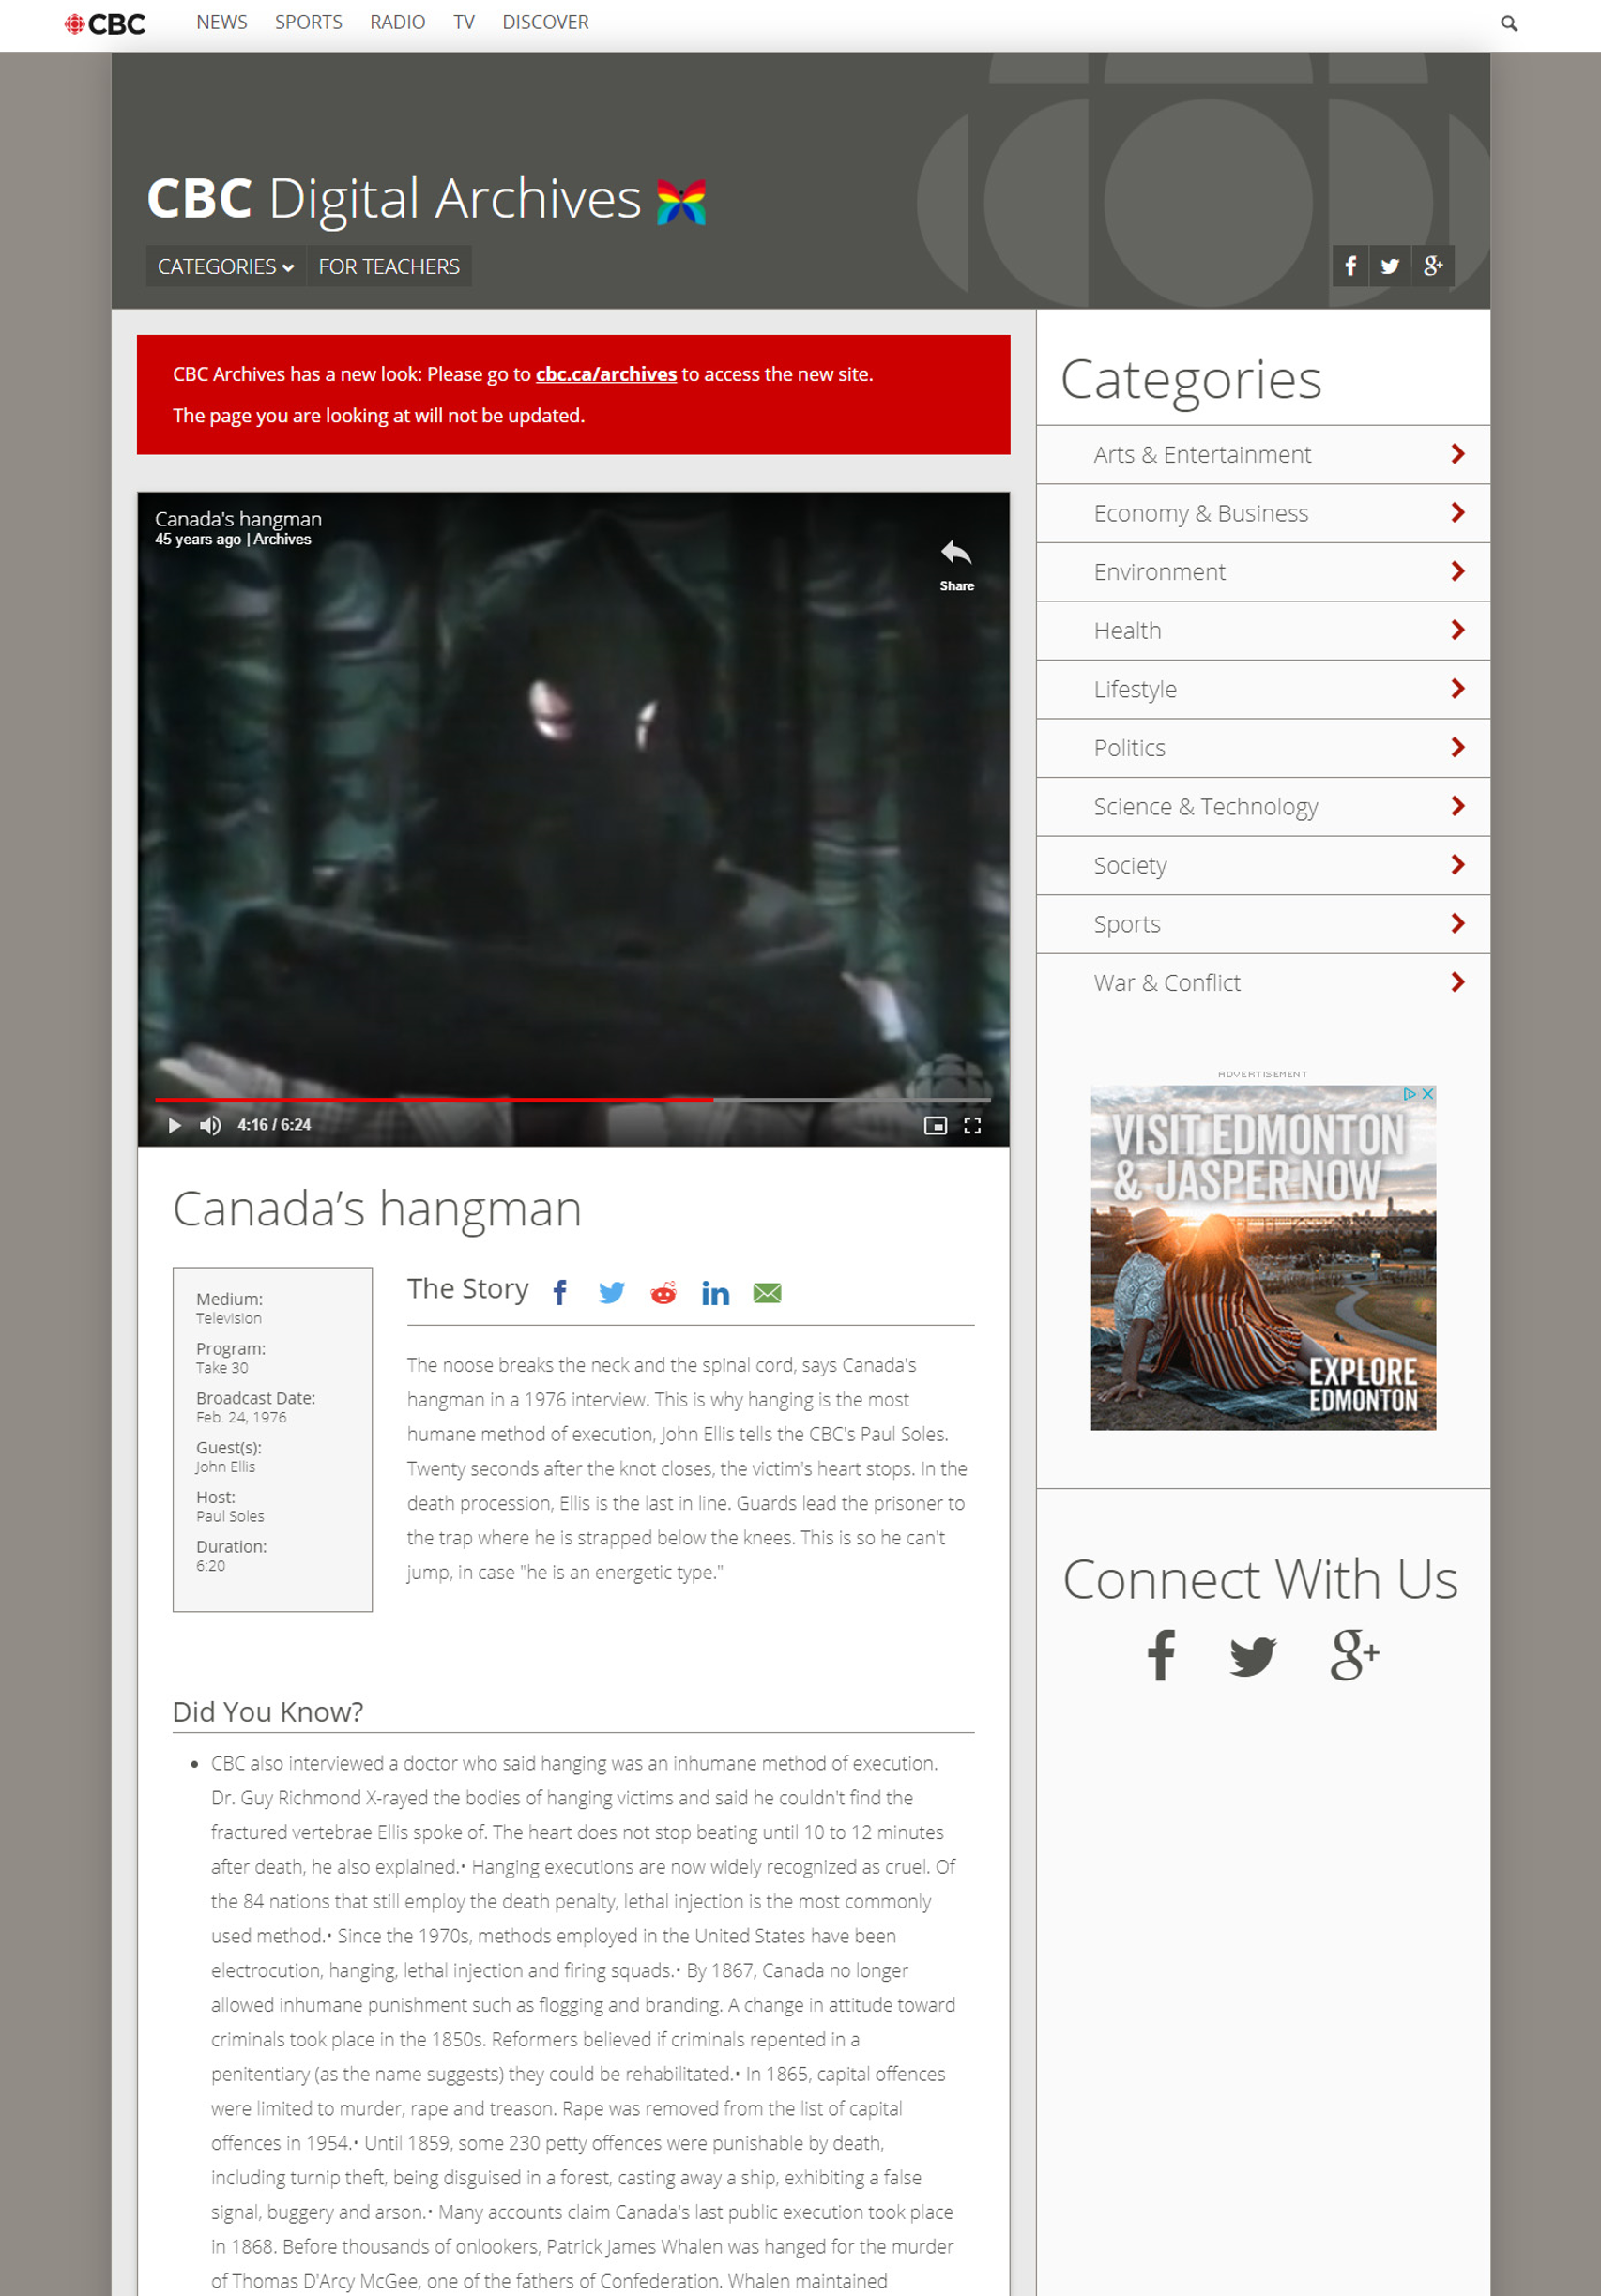 CBC
NEWS SPORTS RADIO TV DISCOVER
CBC Digital Archives
CATEGORIES FOR TEACHERS
CBC Archives has a new look: Please go to cbc.ca/archives to access the new site.
The page you are looking at will not be updated.
Canada's hangman
45 years ago | Archives
Share
4:16 / 6:24
Canada’s hangman
Medium:
Television
Program:
Take 30
Broadcast Date:
Feb. 24, 1976
Guest(s):
John Ellis
Host:
Paul Soles
Duration:
6:20
The Story
The noose breaks the neck and the spinal cord, says Canada's
hangman in a 1976 interview. This is why hanging is the most
humane method of execution, John Ellis tells the CBC's Paul Soles.
Twenty seconds after the knot closes, the victim's heart stops. In the
death procession, Ellis is the last in line. Guards lead the prisoner to
the trap where he is strapped below the knees. This is so he can't
jump, in case "he is an energetic type."
Did You Know?
• CBC also interviewed a doctor who said hanging was an inhumane method of execution.
Dr. Guy Richmond X-rayed the bodies of hanging victims and said he couldn't find the
fractured vertebrae Ellis spoke of. The heart does not stop beating until 10 to 12 minutes
after death, he also explained.• Hanging executions are now widely recognized as cruel. Of
the 84 nations that still employ the death penalty, lethal injection is the most commonly
used method.• Since the 1970s, methods employed in the United States have been
electrocution, hanging, lethal injection and firing squads.• By 1867, Canada no longer
allowed inhumane punishment such as flogging and branding. A change in attitude toward
criminals took place in the 1850s. Reformers believed if criminals repented in a
penitentiary (as the name suggests) they could be rehabilitated.• In 1865, capital offences
were limited to murder, rape and treason. Rape was removed from the list of capital
offences in 1954.• Until 1859, some 230 petty offences were punishable by death,
including turnip theft, being disguised in a forest, casting away a ship, exhibiting a false
signal, buggery and arson.• Many accounts claim Canada's last public execution took place
in 1868. Before thousands of onlookers, Patrick James Whalen was hanged for the murder
of Thomas D'Arcy McGee, one of the fathers of Confederation. Whalen maintained
Categories
Arts & Entertainment
Economy & Business
Environment
Health
Lifestyle
Politics
Science & Technology
Society
Sports
War & Conflict
ADVERTISEMENT
VISIT EDMONTON
& JASPER NOW
EXPLORE
EDMONTON
Connect With Us